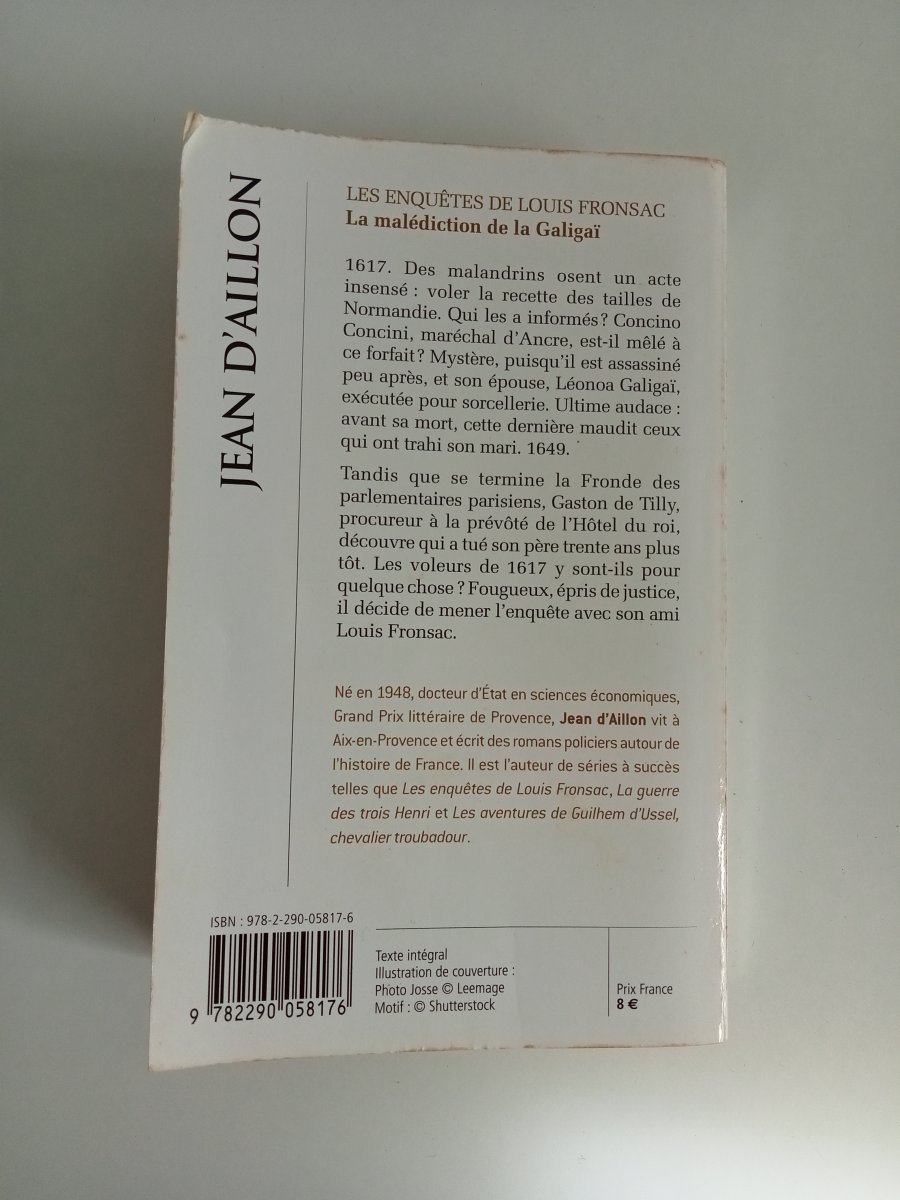 JEAN D'AILLON
LES ENQUÊTES DE LOUIS FRONSAC
La malédiction de la Galigaï
1617. Des malandrins osent un acte
insensé : voler la recette des tailles de
Normandie. Qui les a informés ? Concino
Concini, maréchal d'Ancre, est-il mêlé à
ce forfait ? Mystère, puisqu'il est assassiné
peu après, et son épouse, Léonoa Galigaï,
exécutée pour sorcellerie. Ultime audace :
avant sa mort, cette dernière maudit ceux
qui ont trahi son mari. 1649.
Tandis que se termine la Fronde des
parlementaires parisiens, Gaston de Tilly,
procureur à la prévôté de l'Hôtel du roi,
découvre qui a tué son père trente ans plus
tôt. Les voleurs de 1617 y sont-ils pour
quelque chose ? Fougueux, épris de justice,
il décide de mener l'enquête avec son ami
Louis Fronsac.
Né en 1948, docteur d'État en sciences économiques,
Grand Prix littéraire de Provence, Jean d'Aillon vit à
Aix-en-Provence et écrit des romans policiers autour de
l'histoire de France. Il est l'auteur de séries à succès
telles que Les enquêtes de Louis Fronsac, La guerre
des trois Henri et Les aventures de Guilhem d'Ussel,
chevalier troubadour.
ISBN : 978-2-290-05817-6
9 782290 058176
Texte intégral
Illustration de couverture :
Photo Josse © Leemage
Motif : © Shutterstock
Prix France
8 €